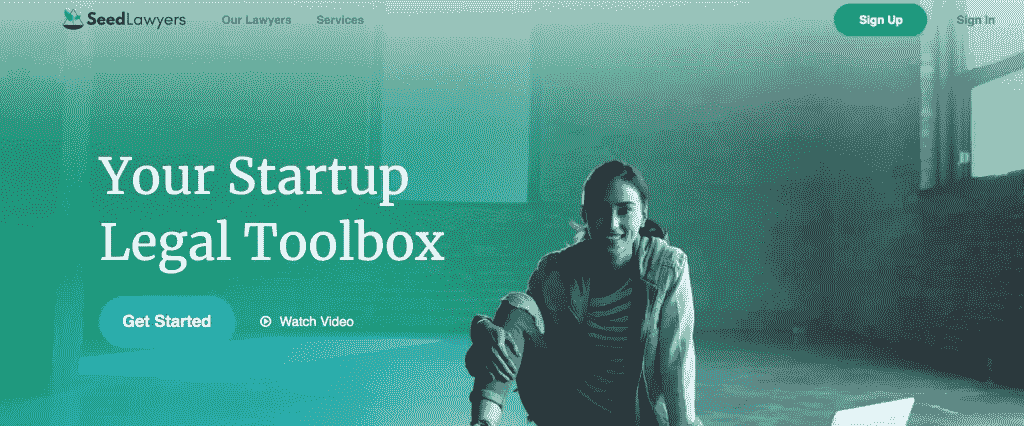 SeedLawyers
Our Lawyers
Services
Sign Up
Sign In
Your Startup
Legal Toolbox
Get Started
Watch Video